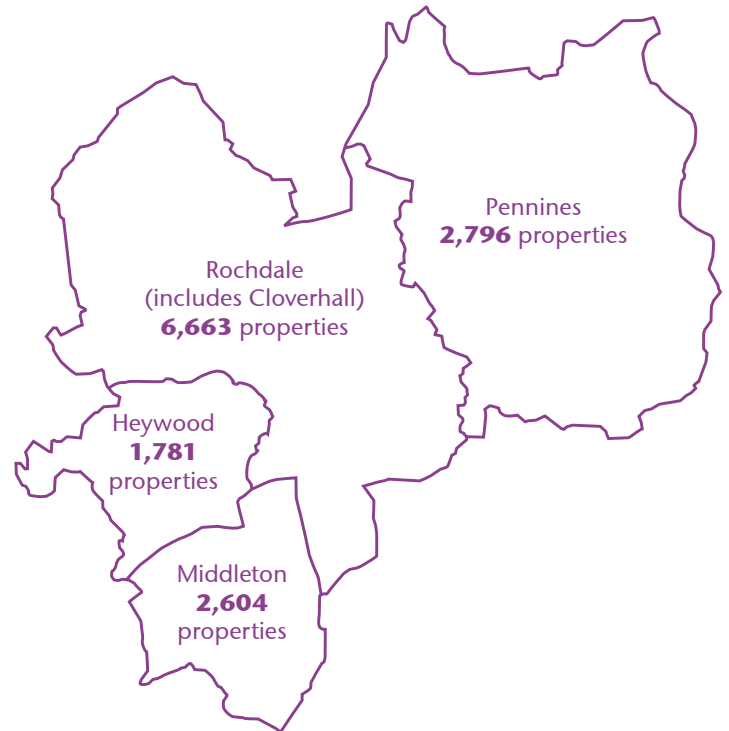 Pennines
2,796 properties
Rochdale
(includes Cloverhall)
6,663 properties
Heywood
1,781
properties
Middleton
2,604
properties